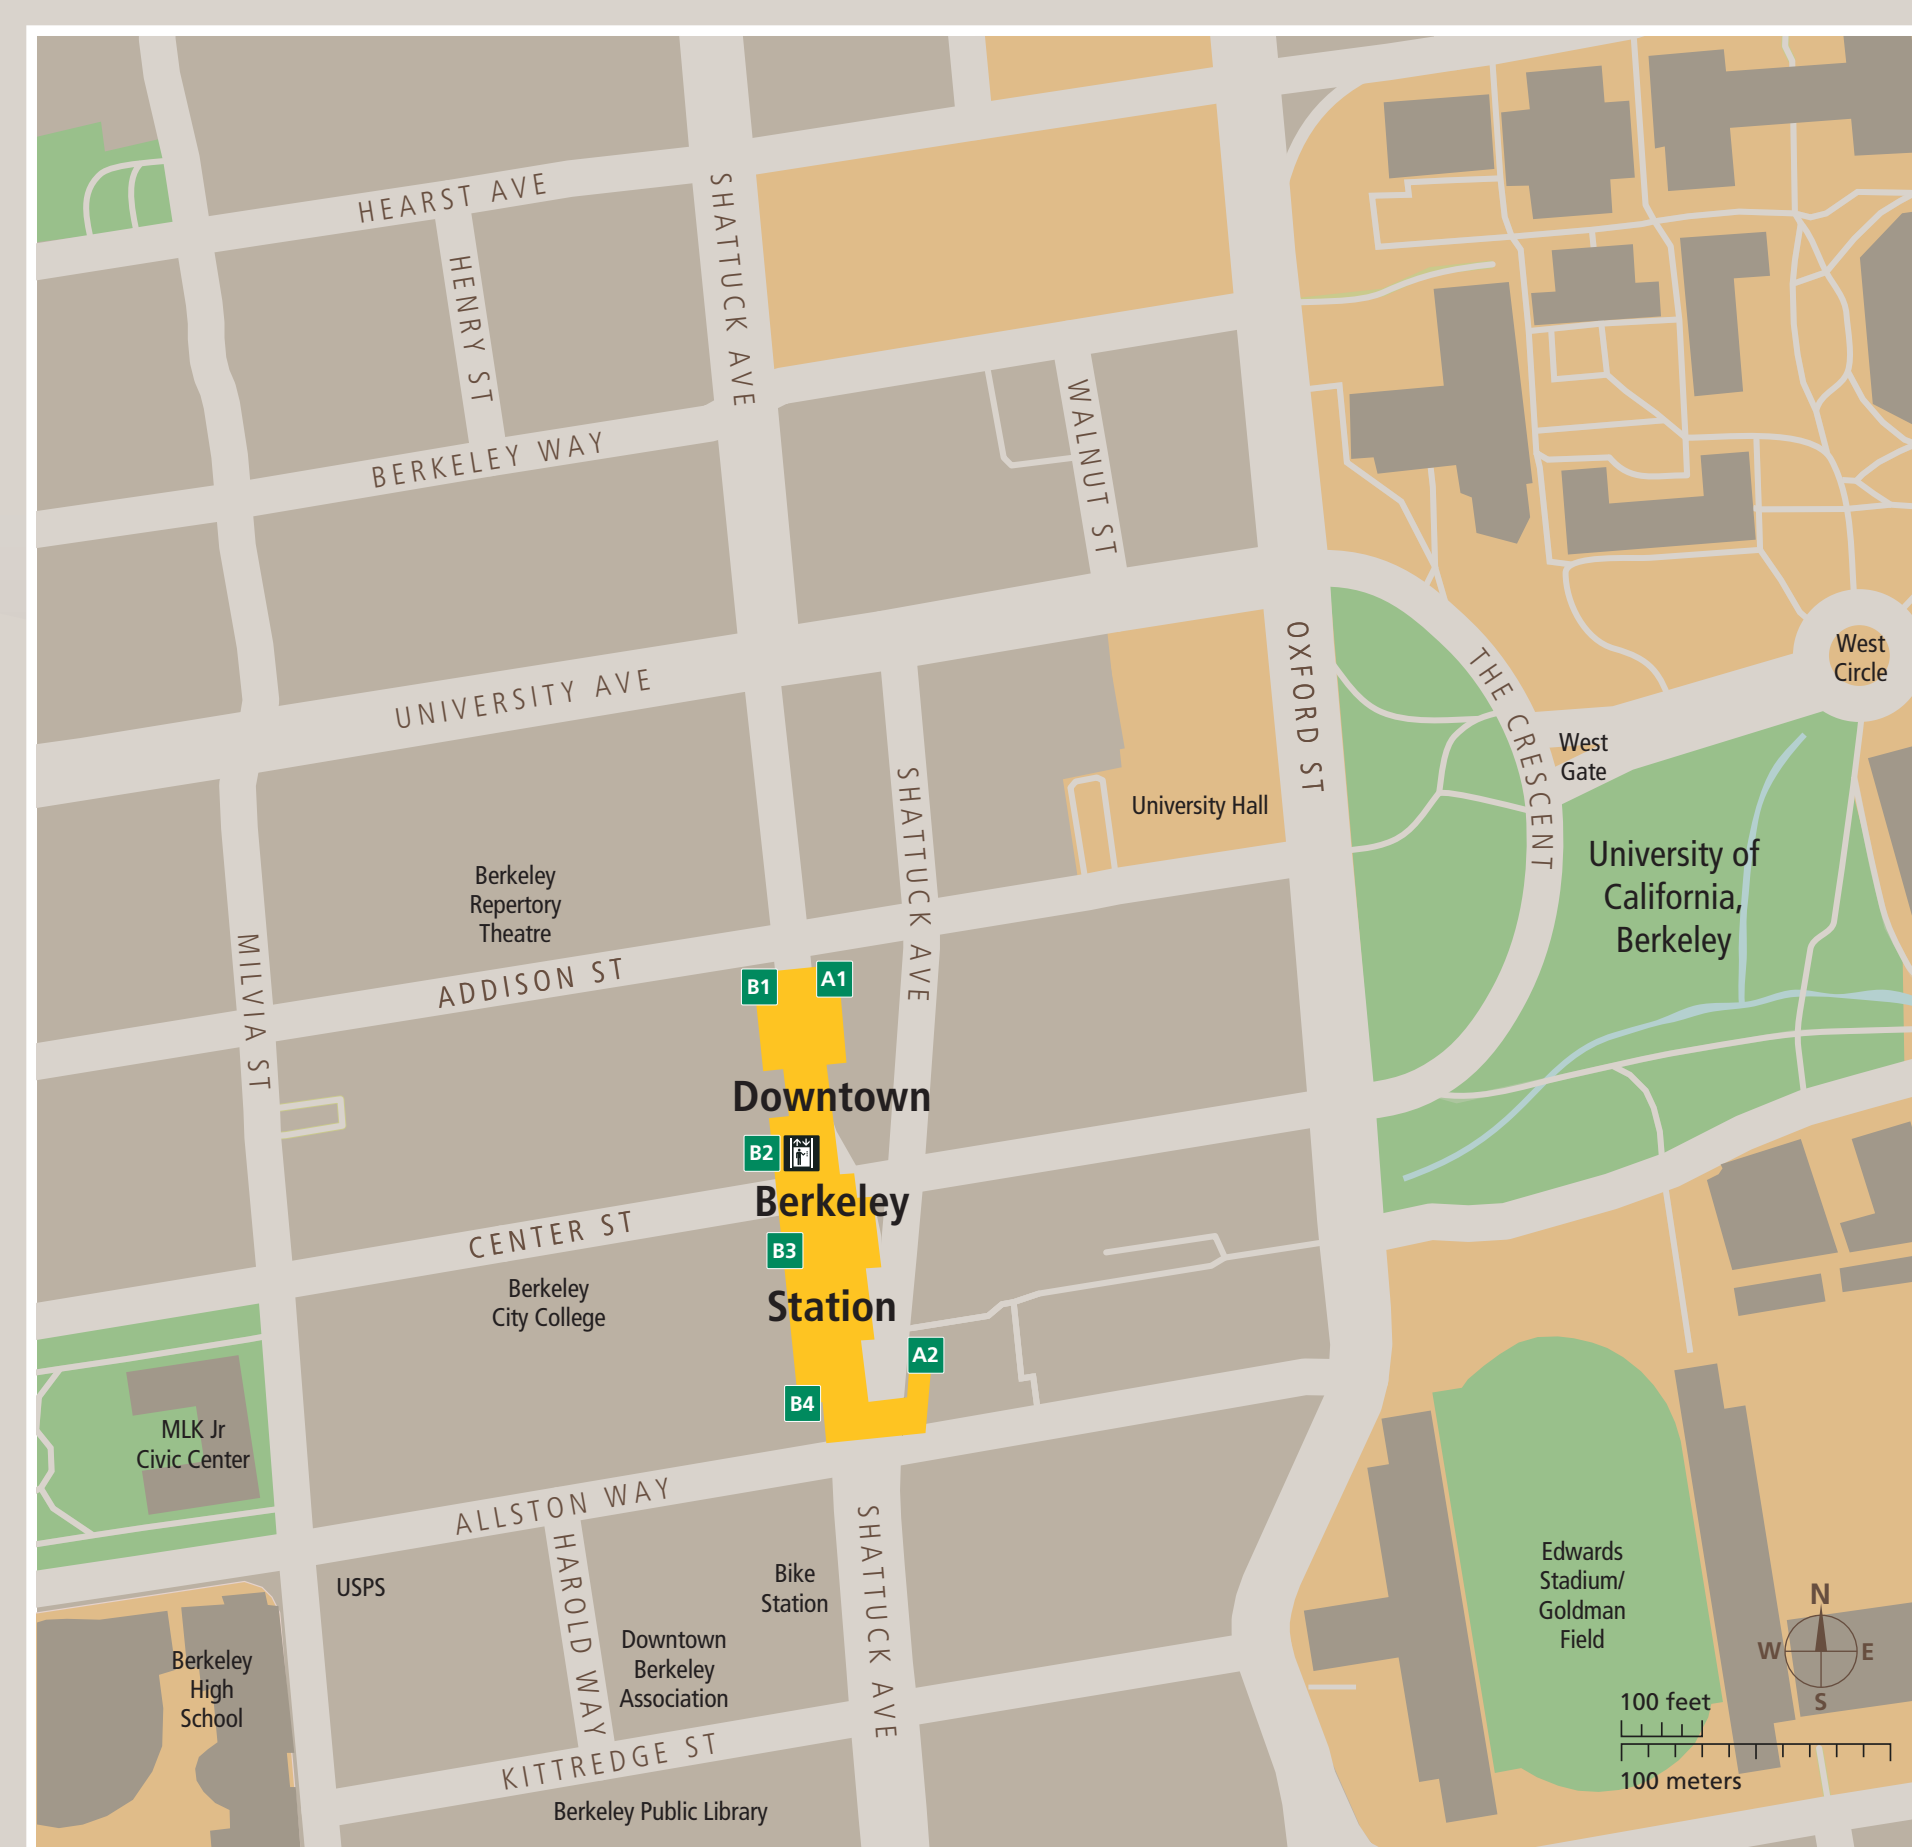 HEARST AVE
SHATTUCK AVE
HENRY ST
WALNUT ST
BERKELEY WAY
OXFORD ST
THE CRESCENT
West
Circle
UNIVERSITY AVE
West
Gate
SHATTUCK AVE
University Hall
University of
California,
Berkeley
Berkeley
Repertory
Theatre
MILVIA ST
ADDISON ST
B1
A1
Downtown
B2
Berkeley
CENTER ST
B3
Berkeley
City College
Station
A2
B4
MLK Jr
Civic Center
ALLSTON WAY
SHATTUCK AVE
HAROLD WAY
USPS
Bike
Station
Edwards
Stadium/
Goldman
Field
N
W
E
S
Downtown
Berkeley
Association
Berkeley
High
School
100 feet
100 meters
KITTREDGE ST
Berkeley Public Library